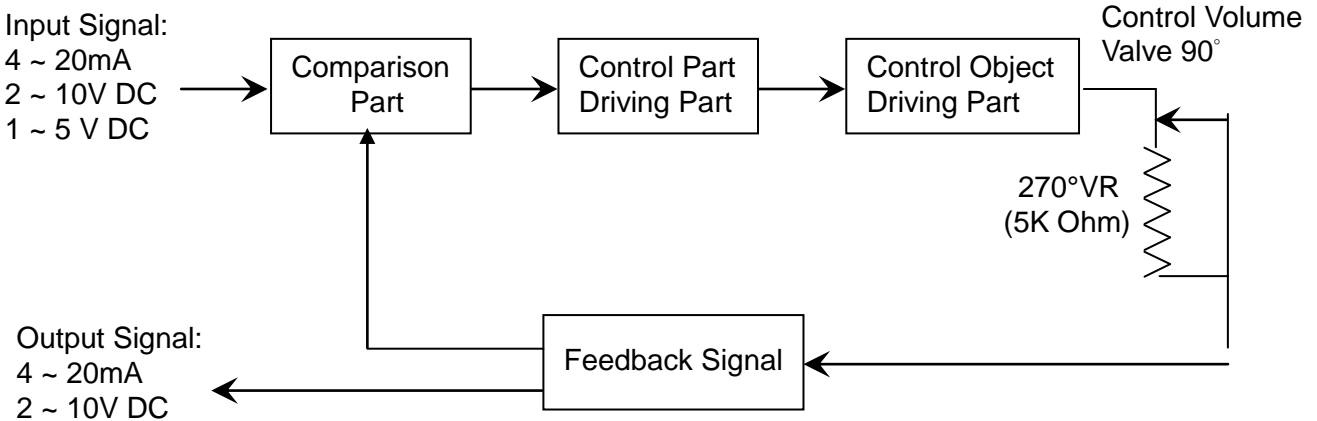 Input Signal:
4 ~ 20mA
2 ~ 10V DC
1 ~ 5 V DC
Comparison
Part
Control Part
Driving Part
Control Object
Driving Part
Control Volume
Valve 90°
270°VR
(5K Ohm)
Feedback Signal
Output Signal:
4 ~ 20mA
2 ~ 10V DC